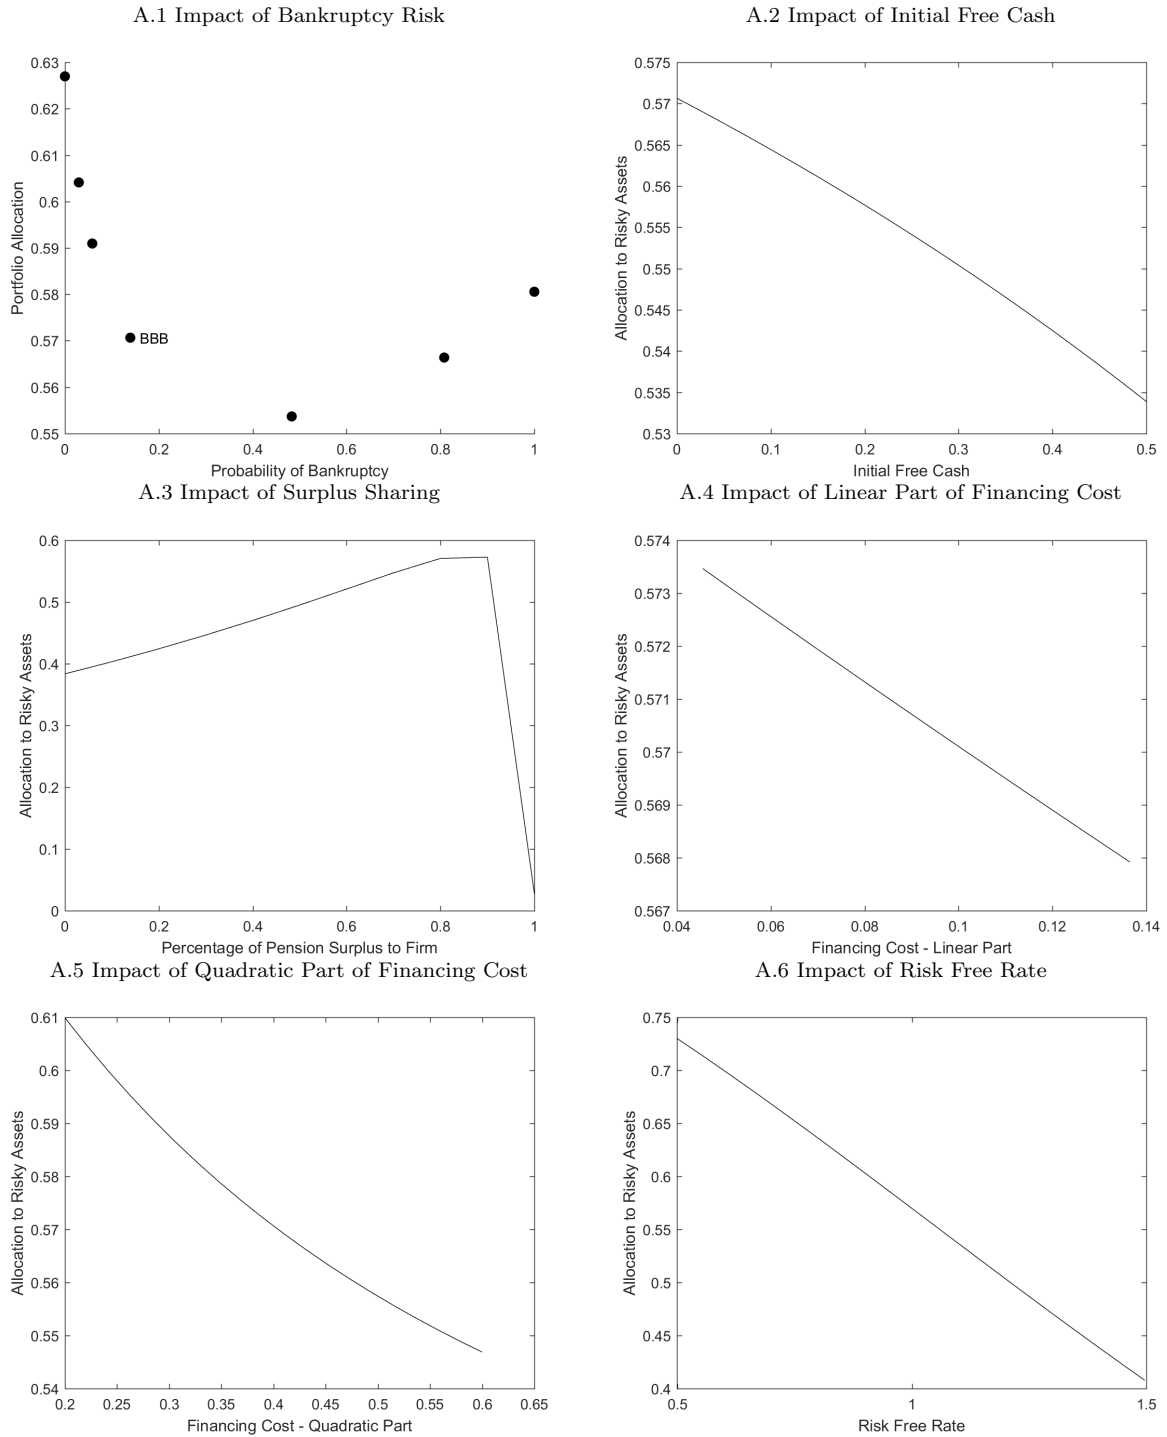 A.1 Impact of Bankruptcy Risk
0.63
0.62
0.61
0.6
0.59
0.58
0.57
0.56
0.55
Portfolio Allocation
BBB
0 0.2 0.4 0.6 0.8 1
Probability of Bankruptcy
A.2 Impact of Initial Free Cash
0.575
0.57
0.565
0.56
0.555
0.55
0.545
0.54
0.535
0.53
Allocation to Risky Assets
0 0.1 0.2 0.3 0.4 0.5
Initial Free Cash
A.3 Impact of Surplus Sharing
0.6
0.5
0.4
0.3
0.2
0.1
0
Allocation to Risky Assets
0 0.2 0.4 0.6 0.8 1
Percentage of Pension Surplus to Firm
A.4 Impact of Linear Part of Financing Cost
0.574
0.573
0.572
0.571
0.57
0.569
0.568
0.567
Allocation to Risky Assets
0.04 0.06 0.08 0.1 0.12 0.14
Financing Cost - Linear Part
A.5 Impact of Quadratic Part of Financing Cost
0.61
0.6
0.59
0.58
0.57
0.56
0.55
0.54
Allocation to Risky Assets
0.2 0.25 0.3 0.35 0.4 0.45 0.5 0.55 0.6 0.65
Financing Cost - Quadratic Part
A.6 Impact of Risk Free Rate
0.75
0.7
0.65
0.6
0.55
0.5
0.45
0.4
Allocation to Risky Assets
0.5 1 1.5
Risk Free Rate